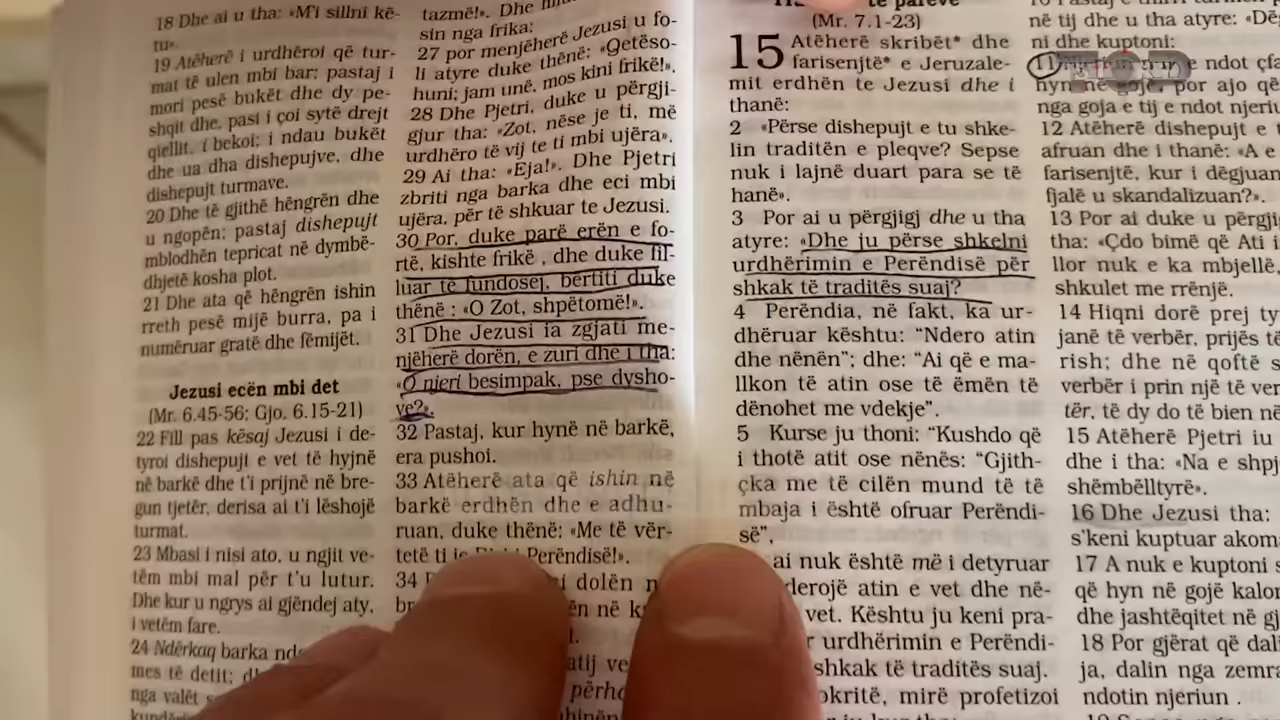 18 Dhe ai u tha: «M'i sillni kë-
tu».
19 Atëherë i urdhëroi që tur-
mat të ulen mbi bar; pastaj i
mori pesë bukët dhe dy pe-
shqit dhe, pasi i çoi sytë drejt
qiellit, i bekoi; i ndau bukët
dhe ua dha dishepujve, dhe
dishepujt turmave.
20 Dhe të gjithë hëngrën dhe
u ngopën; pastaj dishepujt
mblodhën tepricat në dymbë-
dhjetë kosha plot.
21 Dhe ata që hëngrën ishin
rreth pesë mijë burra, pa i
numëruar gratë dhe fëmijët.
Jezusi ecën mbi det
(Mr. 6.45-56; Gjo. 6.15-21)
22 Fill pas kësaj Jezusi i de-
tyroi dishepujt e vet të hyjnë
në barkë dhe t'i prijnë në bre-
gun tjetër, derisa ai t'i lëshojë
turmat.
23 Mbasi i nisi ato, u ngjit ve-
tëm mbi mal për t'u lutur.
Dhe kur u ngrys ai gjëndej aty,
i vetëm fare.
24 Ndërkaq barka
mes të detit;
nga valët
tazmë!». Dhe
sin nga frika;
27 por menjëherë Jezusi u fo-
li atyre duke thënë: «Qetëso-
huni; jam unë, mos kini frikë!».
28 Dhe Pjetri, duke u përgji-
gjur tha: «Zot, nëse je ti, më
urdhëro të vij te ti mbi ujëra».
29 Ai tha: «Eja!». Dhe Pjetri
zbriti nga barka dhe eci mbi
ujëra, për të shkuar te Jezusi.
30 Por, duke parë erën e fo-
rtë, kishte frikë , dhe duke fil-
luar të fundosej, bërtiti duke
thënë : «O Zot, shpëtomë!».
31 Dhe Jezusi ia zgjati me-
njëherë dorën, e zuri dhe i tha:
«O njeri besimpak, pse dysho-
ve?».
32 Pastaj, kur hynë në barkë,
era pushoi.
33 Atëherë ata që ishin në
barkë erdhën dhe e adhu-
ruan, duke thënë: «Me të vër-
tetë ti je Perëndisë!».
34 dolën
në
(Mr. 7.1-23)
15 Atëherë skribët* dhe
farisenjtë* e Jeruzale-
mit erdhën te Jezusi dhe i
thanë:
2 «Përse dishepujt e tu shke-
lin traditën e pleqve? Sepse
nuk i lajnë duart para se të
hanë».
3 Por ai u përgjigj dhe u tha
atyre: «Dhe ju përse shkelni
urdhërimin e Perëndisë për
shkak të traditës suaj?
4 Perëndia, në fakt, ka ur-
dhëruar kështu: “Ndero atin
dhe nënën”; dhe: “Ai që e ma-
llkon të atin ose të ëmën të
dënohet me vdekje”.
5 Kurse ju thoni: “Kushdo që
i thotë atit ose nënës: “Gjith-
çka me të cilën mund të të
mbaja i është ofruar Perëndi-
së”,
ai nuk është më i detyruar
atin e vet dhe në-
vet. Kështu ju keni pra-
urdhërimin e Perëndi-
shkak të traditës suaj.
mirë profetizoi
në tij dhe u tha atyre:
ni dhe kuptoni:
11 e ndot
hyn në gojë, por ajo që
nga goja e tij e ndot njeriu
12 Atëherë dishepujt e
afruan dhe i thanë: «A e
farisenjtë, kur i dëgjuan
fjalë u skandalizuan?».
13 Por ai duke u përgji
tha: «Çdo bimë që Ati i
llor nuk e ka mbjellë,
shkulet me rrënjë.
14 Hiqni dorë prej ty
janë të verbër, prijës të
rish; dhe në qoftë s
verbër i prin një të ver
tër, të dy do të bien në
15 Atëherë Pjetri iu
dhe i tha: «Na e shpj
shëmbëlltyrë».
16 Dhe Jezusi tha:
s'keni kuptuar akom
17 A nuk e kuptoni s
që hyn në gojë kalon
dhe jashtëqitet në gj
18 Por gjërat që dal
ja, dalin nga zemra
ndotin njeriun .